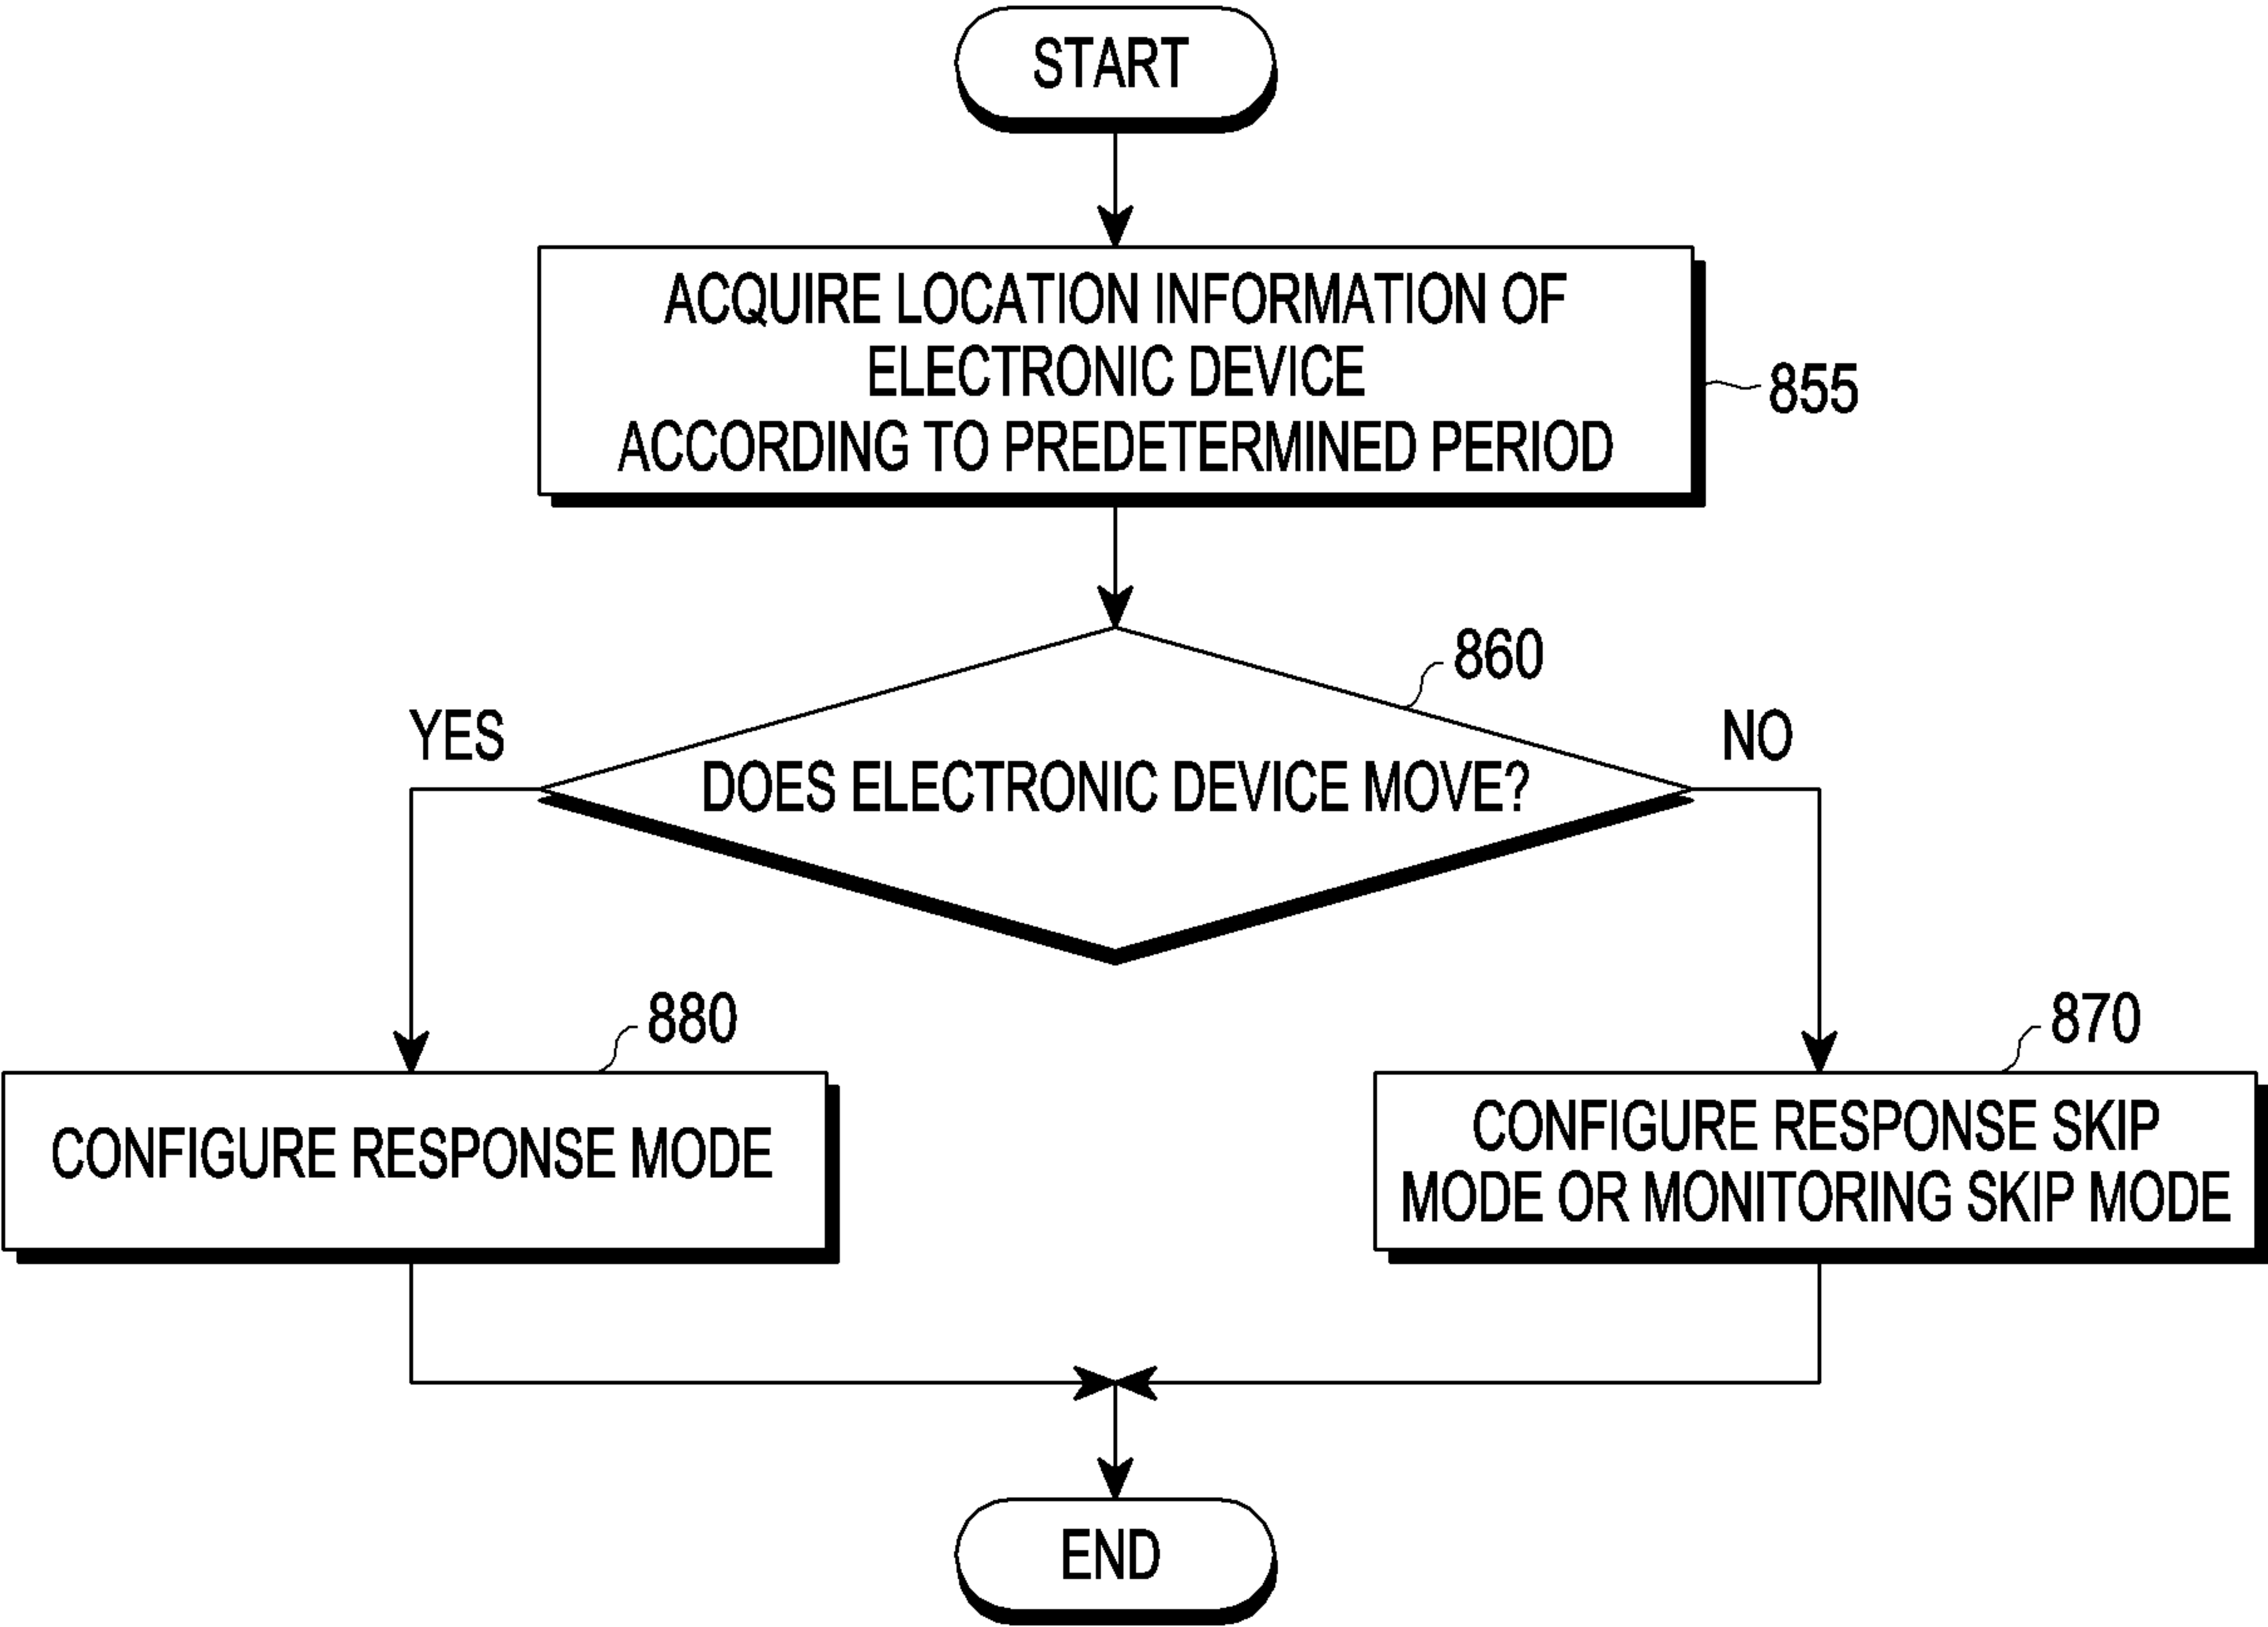 START
ACQUIRE LOCATION INFORMATION OF
ELECTRONIC DEVICE
ACCORDING TO PREDETERMINED PERIOD
855
860
YES
NO
DOES ELECTRONIC DEVICE MOVE?
880
870
CONFIGURE RESPONSE MODE
CONFIGURE RESPONSE SKIP
MODE OR MONITORING SKIP MODE
END